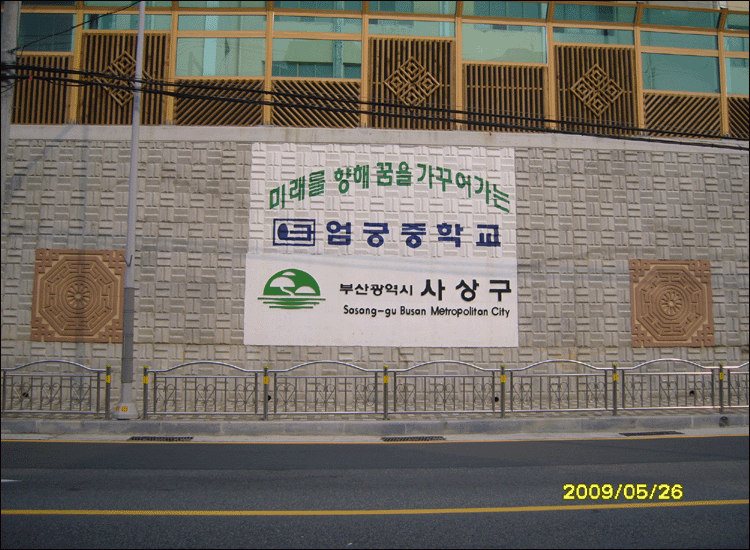 미래를 향해 꿈을 가꾸어가는
엄궁중학교
부산광역시 사상구
Sasang-gu Busan Metropolitan City
2009/05/26